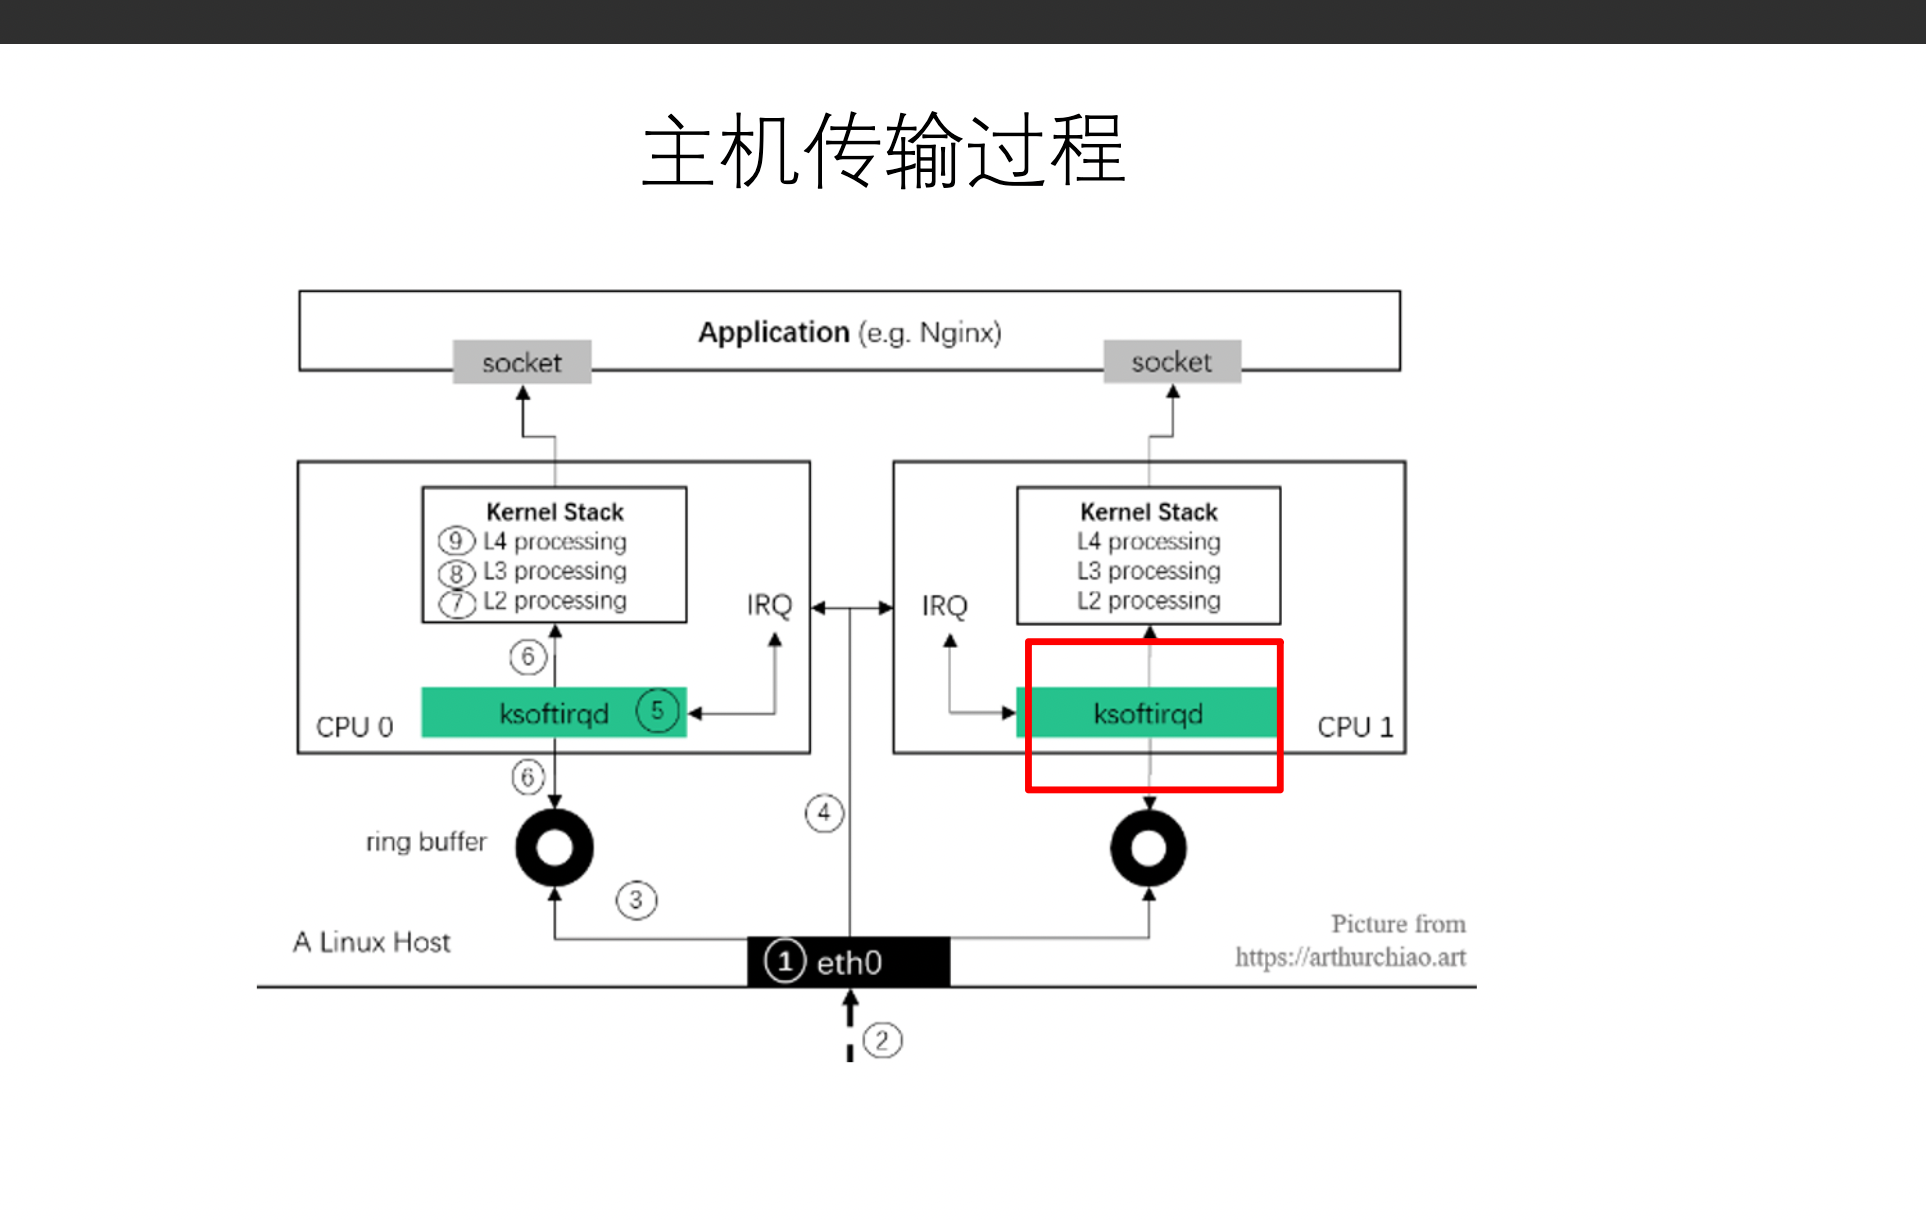 主机传输过程
Application (e.g. Nginx)
socket
socket
Kernel Stack
⑨ L4 processing
⑧ L3 processing
⑦ L2 processing
Kernel Stack
L4 processing
L3 processing
L2 processing
IRQ
IRQ
⑥
ksoftirqd ⑤
CPU 0
ksoftirqd
CPU 1
⑥
④
ring buffer
③
A Linux Host
① eth0
Picture from
https://arthurchiao.art
②